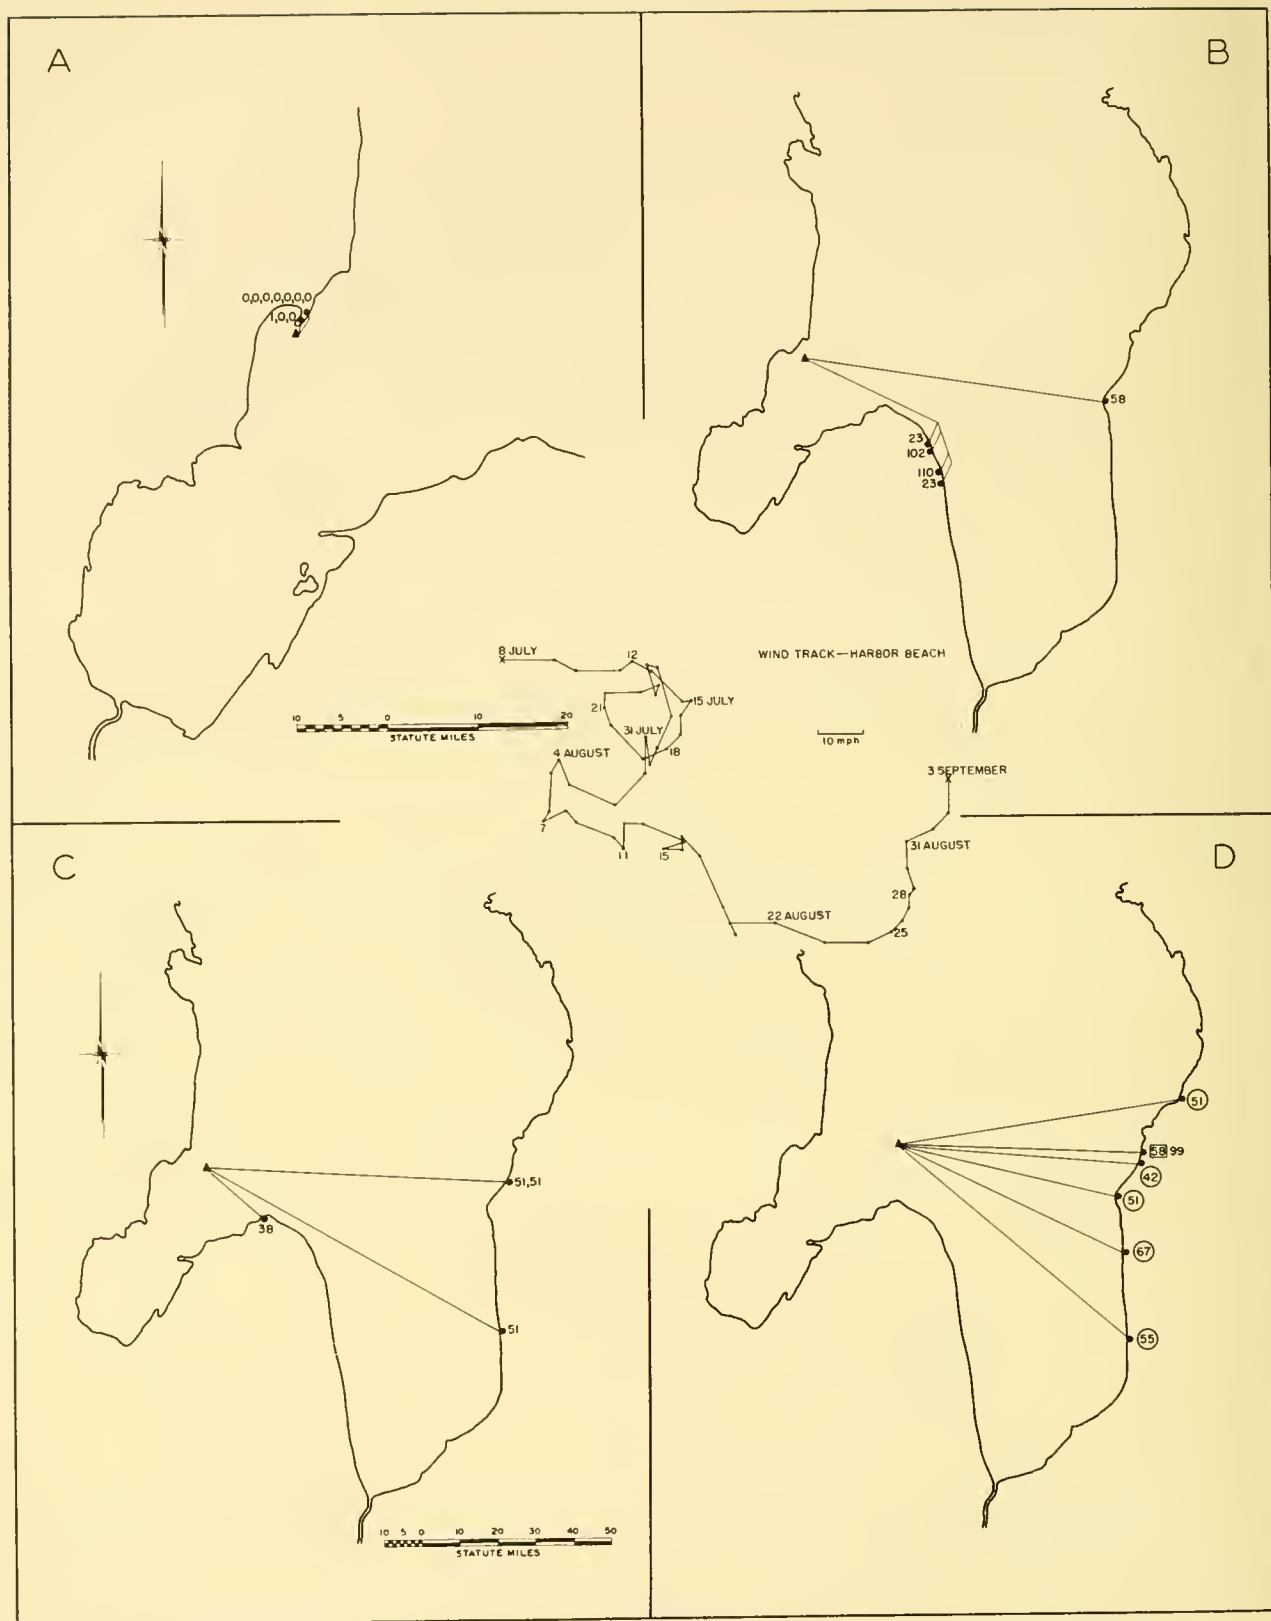 A
B
0,0,0,0,0,0,0
1,0,0
58
23
102
110
23
8 JULY
12
WIND TRACK—HARBOR BEACH
21
15 JULY
10 5 0 10 20
STATUTE MILES
31 JULY
18
10 mph
4 AUGUST
3 SEPTEMBER
7
11
15
31 AUGUST
C
D
28
22 AUGUST
25
51
58 99
42
51,51
51
38
67
51
55
10 5 0 10 20 30 40 50
STATUTE MILES